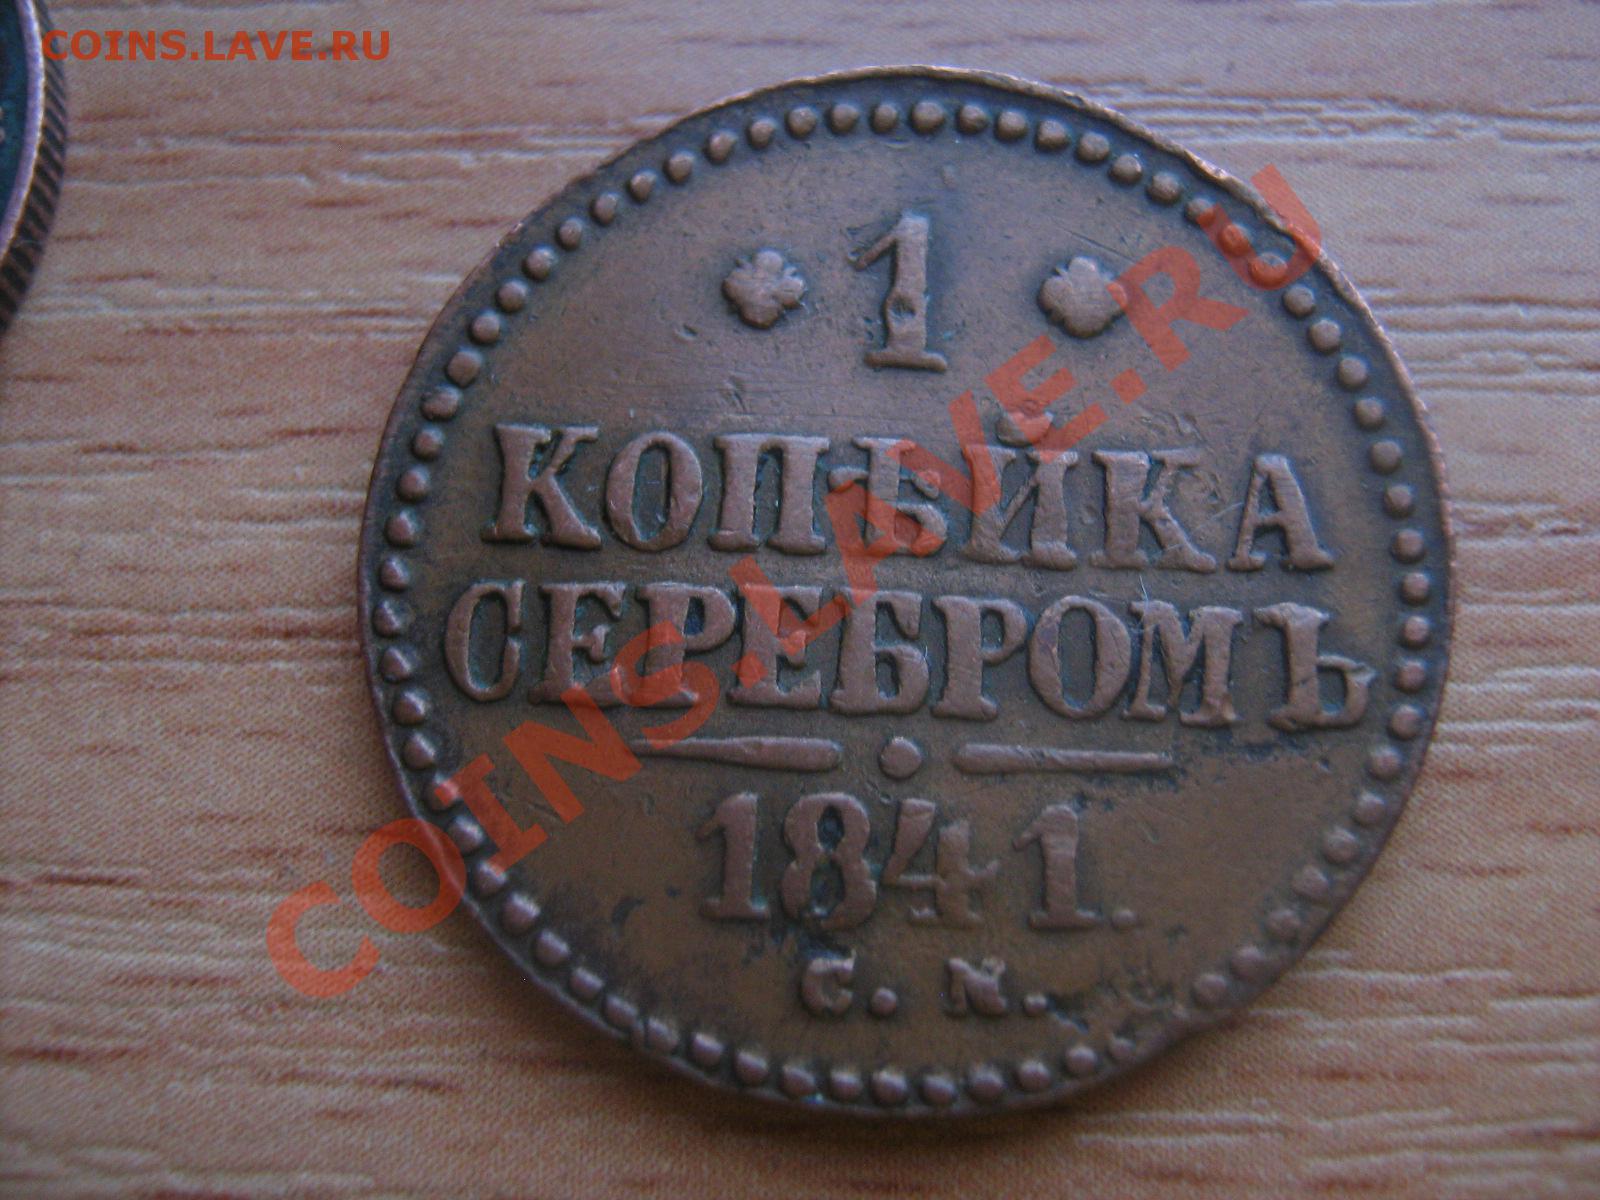 COINS.LAVE.RU
1
КОПѢЙКА
СЕРЕБРОМЪ
1841.
С. М.
COINS.LAVE.RU